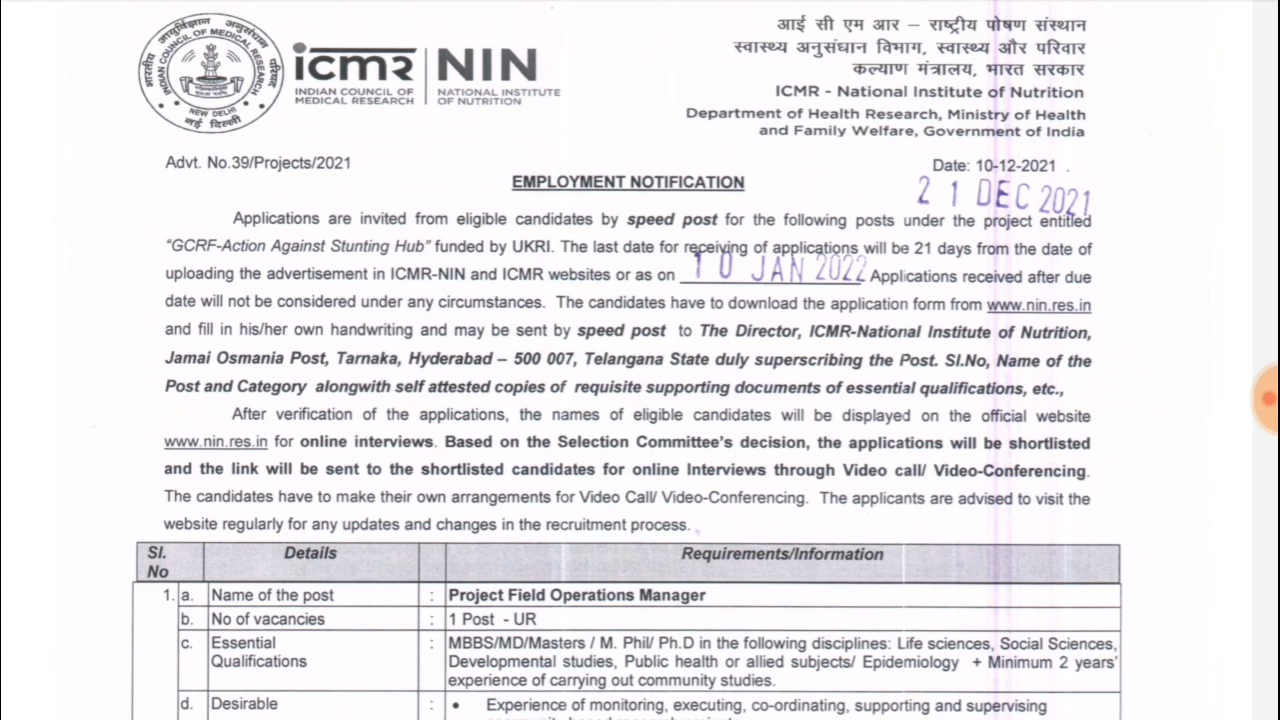 भारतीय आयुर्विज्ञान अनुसंधान परिषद
INDIAN COUNCIL OF MEDICAL RESEARCH
NEW DELHI
नई दिल्ली
icmr
INDIAN COUNCIL OF
MEDICAL RESEARCH
NIN
NATIONAL INSTITUTE
OF NUTRITION
आई सी एम आर – राष्ट्रीय पोषण संस्थान
स्वास्थ्य अनुसंधान विभाग, स्वास्थ्य और परिवार
कल्याण मंत्रालय, भारत सरकार
ICMR - National Institute of Nutrition
Department of Health Research, Ministry of Health
and Family Welfare, Government of India
Advt. No.39/Projects/2021
Date: 10-12-2021 .
21 DEC 2021
EMPLOYMENT NOTIFICATION
Applications are invited from eligible candidates by speed post for the following posts under the project entitled
“GCRF-Action Against Stunting Hub” funded by UKRI. The last date for receiving of applications will be 21 days from the date of
uploading the advertisement in ICMR-NIN and ICMR websites or as on 10 JAN 2022 Applications received after due
date will not be considered under any circumstances. The candidates have to download the application form from www.nin.res.in
and fill in his/her own handwriting and may be sent by speed post to The Director, ICMR-National Institute of Nutrition,
Jamai Osmania Post, Tarnaka, Hyderabad – 500 007, Telangana State duly superscribing the Post. Sl.No, Name of the
Post and Category alongwith self attested copies of requisite supporting documents of essential qualifications, etc.,
After verification of the applications, the names of eligible candidates will be displayed on the official website
www.nin.res.in for online interviews. Based on the Selection Committee’s decision, the applications will be shortlisted
and the link will be sent to the shortlisted candidates for online Interviews through Video call/ Video-Conferencing.
The candidates have to make their own arrangements for Video Call/ Video-Conferencing. The applicants are advised to visit the
website regularly for any updates and changes in the recruitment process.
Sl. No Details Requirements/Information
1. a. Name of the post : Project Field Operations Manager
b. No of vacancies : 1 Post - UR
c. Essential Qualifications : MBBS/MD/Masters / M. Phil/ Ph.D in the following disciplines: Life sciences, Social Sciences,
Developmental studies, Public health or allied subjects/ Epidemiology + Minimum 2 years’
experience of carrying out community studies.
d. Desirable : • Experience of monitoring, executing, co-ordinating, supporting and supervising